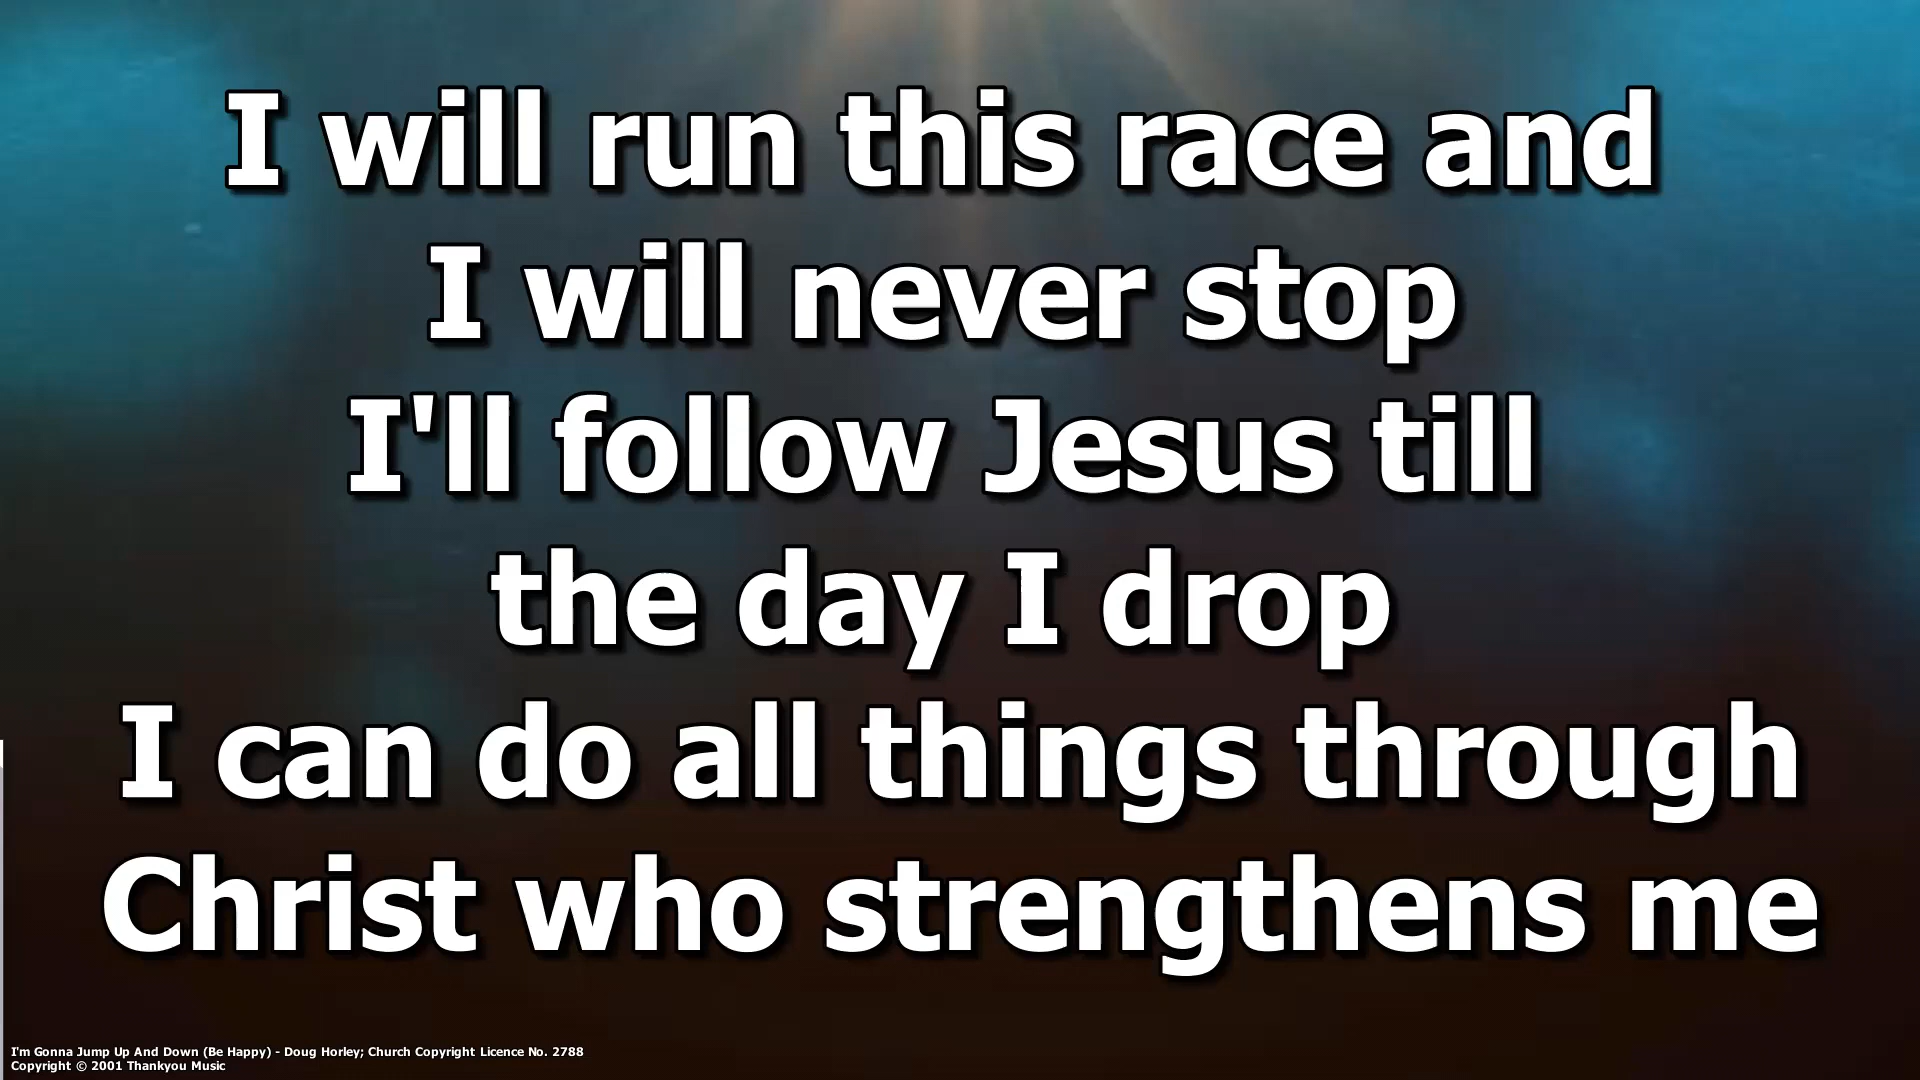 I will run this race and
I will never stop
I'll follow Jesus till
the day I drop
I can do all things through
Christ who strengthens me
I'm Gonna Jump Up And Down (Be Happy) - Doug Horley; Church Copyright Licence No. 2788
Copyright © 2001 Thankyou Music